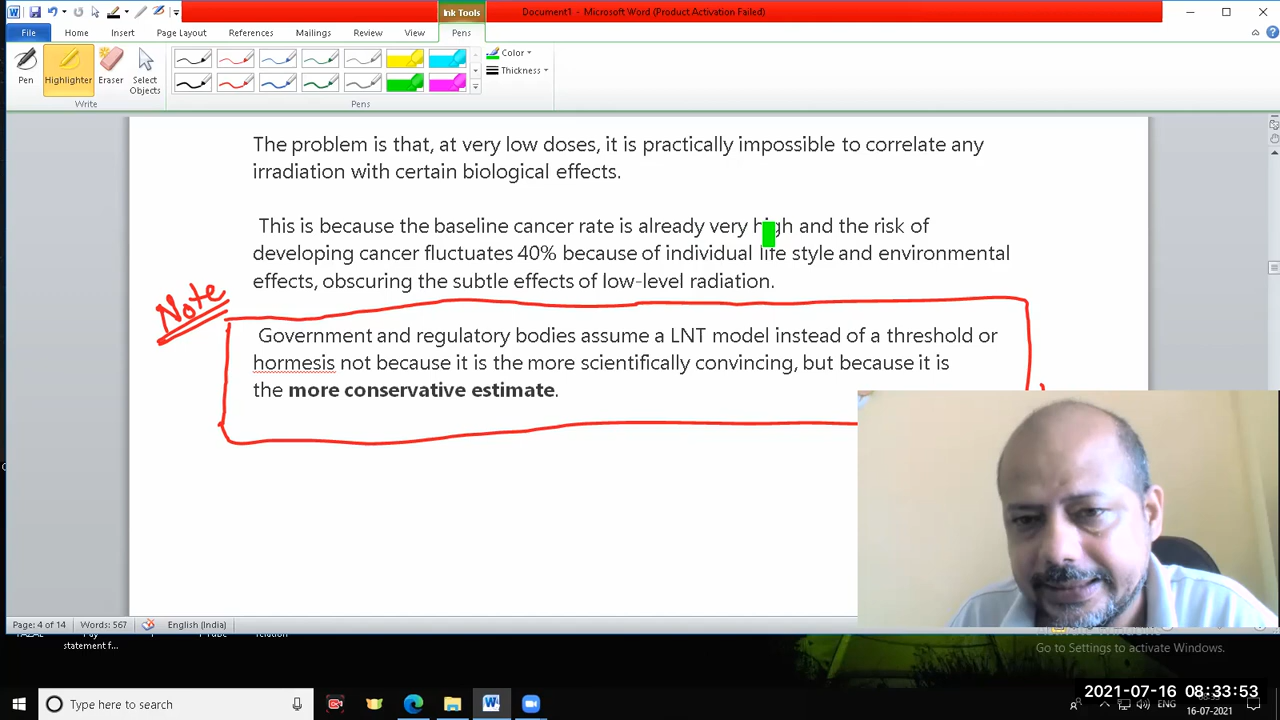 Ink Tools
Document1 - Microsoft Word (Product Activation Failed)
File Home Insert Page Layout References Mailings Review View Pens
Pen Highlighter Eraser Select Objects
Color
Thickness
Write Pens
The problem is that, at very low doses, it is practically impossible to correlate any
irradiation with certain biological effects.
This is because the baseline cancer rate is already very high and the risk of
developing cancer fluctuates 40% because of individual life style and environmental
effects, obscuring the subtle effects of low-level radiation.
Note
Government and regulatory bodies assume a LNT model instead of a threshold or
hormesis not because it is the more scientifically convincing, but because it is
the more conservative estimate.
Page: 4 of 14 Words: 567 English (India)
statement f...
Go to Settings to activate Windows.
Type here to search
2021-07-16 08:33:53
ENG
16-07-2021